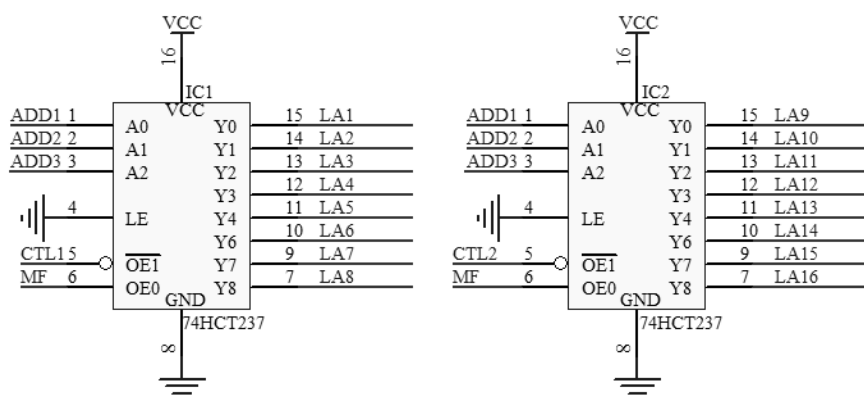 VCC VCC
16 16
IC1 IC2
VCC VCC
ADD1 1 A0 Y0 15 LA1 ADD1 1 A0 Y0 15 LA9
ADD2 2 A1 Y1 14 LA2 ADD2 2 A1 Y1 14 LA10
ADD3 3 A2 Y2 13 LA3 ADD3 3 A2 Y2 13 LA11
Y3 12 LA4 Y3 12 LA12
4 LE Y4 11 LA5 4 LE Y4 11 LA13
Y6 10 LA6 Y6 10 LA14
CTL1 5 OE1 Y7 9 LA7 CTL2 5 OE1 Y7 9 LA15
MF 6 OE0 Y8 7 LA8 MF 6 OE0 Y8 7 LA16
GND GND
74HCT237 74HCT237
8 8